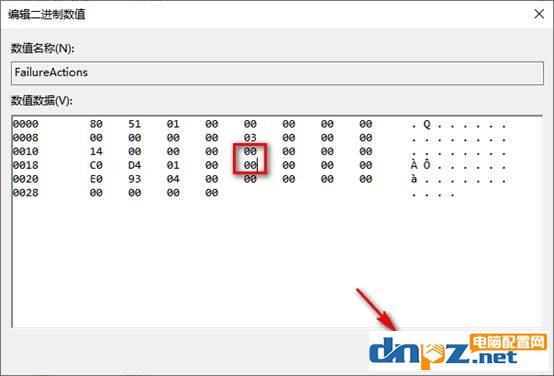 编辑二进制数值
数值名称(N):
FailureActions
数值数据(V):
0000 80 51 01 00 00 00 00 00 . Q . . . . . .
0008 00 00 00 00 03 00 00 00 . . . . . . . .
0010 14 00 00 00 00 00 00 00 . . . . . . . .
0018 C0 D4 01 00 00 00 00 00 À Ô . . . . . .
0020 E0 93 04 00 00 00 00 00 à . . . . . . .
0028 00 00 00 00 . . . .
dnpz.net
电脑配置网